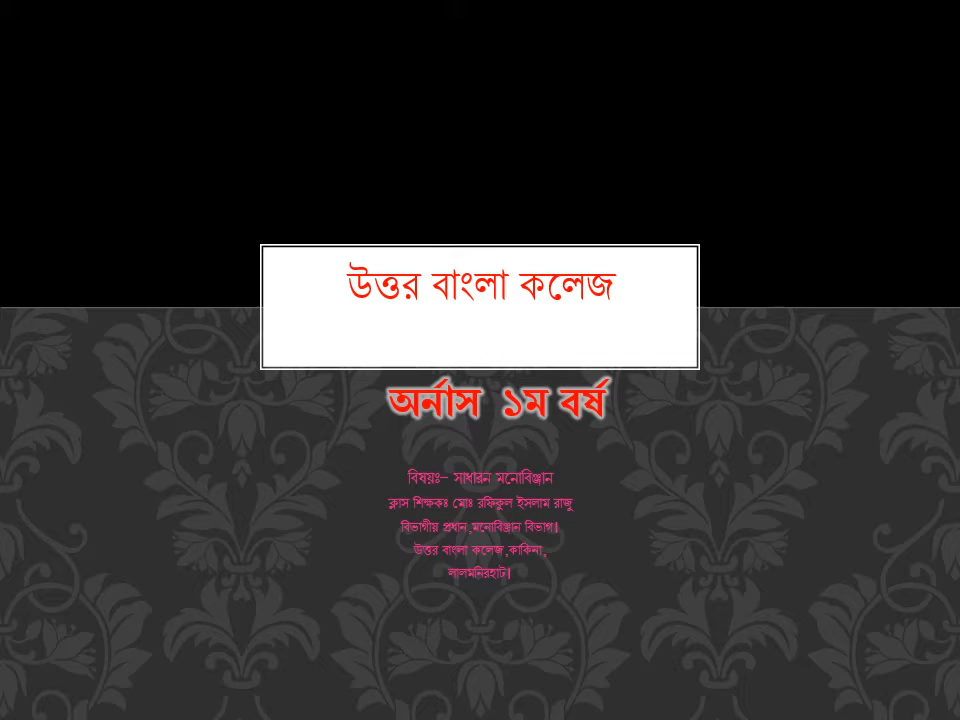 উত্তর বাংলা কলেজ
অর্নাস ১ম বর্ষ
বিষয়ঃ- সাধারন মনোবিজ্ঞান
ক্লাস শিক্ষকঃ মোঃ রফিকুল ইসলাম রাজু
বিভাগীয় প্রধান,মনোবিজ্ঞান বিভাগ।
উত্তর বাংলা কলেজ,কাকিনা,
লালমনিরহাট।